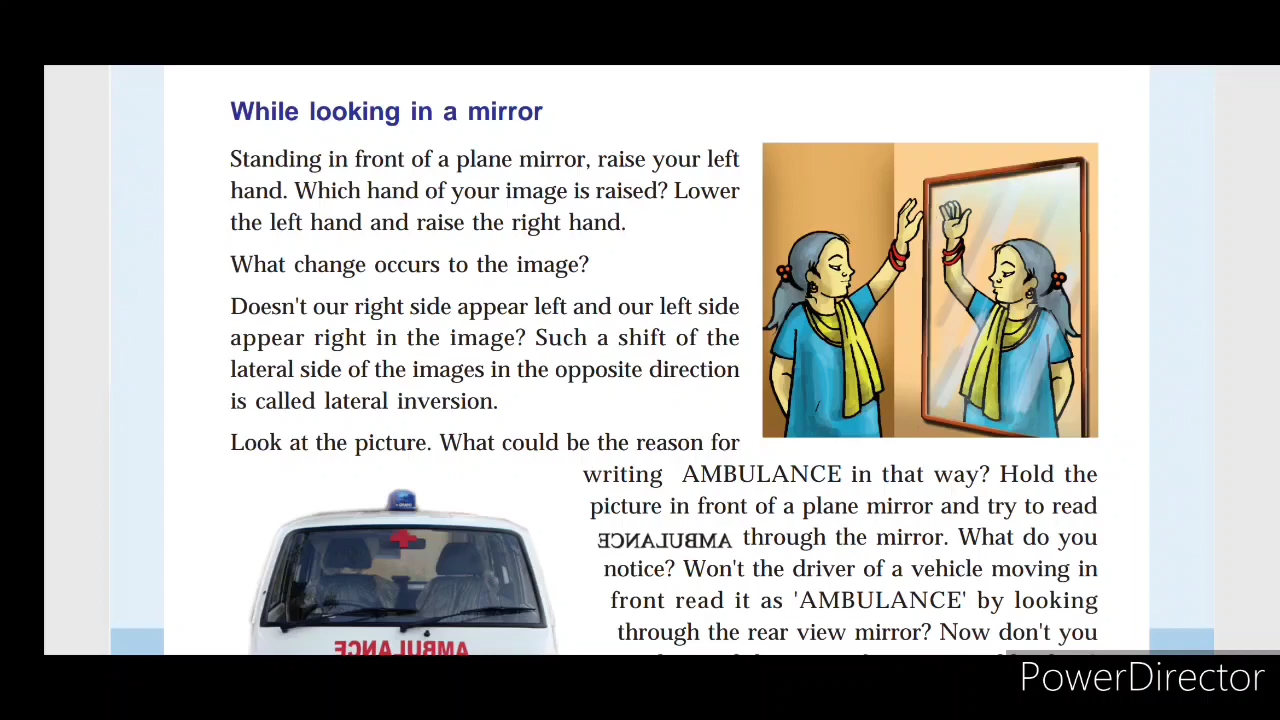 While looking in a mirror
Standing in front of a plane mirror, raise your left
hand. Which hand of your image is raised? Lower
the left hand and raise the right hand.
What change occurs to the image?
Doesn't our right side appear left and our left side
appear right in the image? Such a shift of the
lateral side of the images in the opposite direction
is called lateral inversion.
Look at the picture. What could be the reason for
writing AMBULANCE in that way? Hold the
picture in front of a plane mirror and try to read
AMBULANCE through the mirror. What do you
notice? Won't the driver of a vehicle moving in
front read it as 'AMBULANCE' by looking
through the rear view mirror? Now don't you
AMBULANCE
PowerDirector